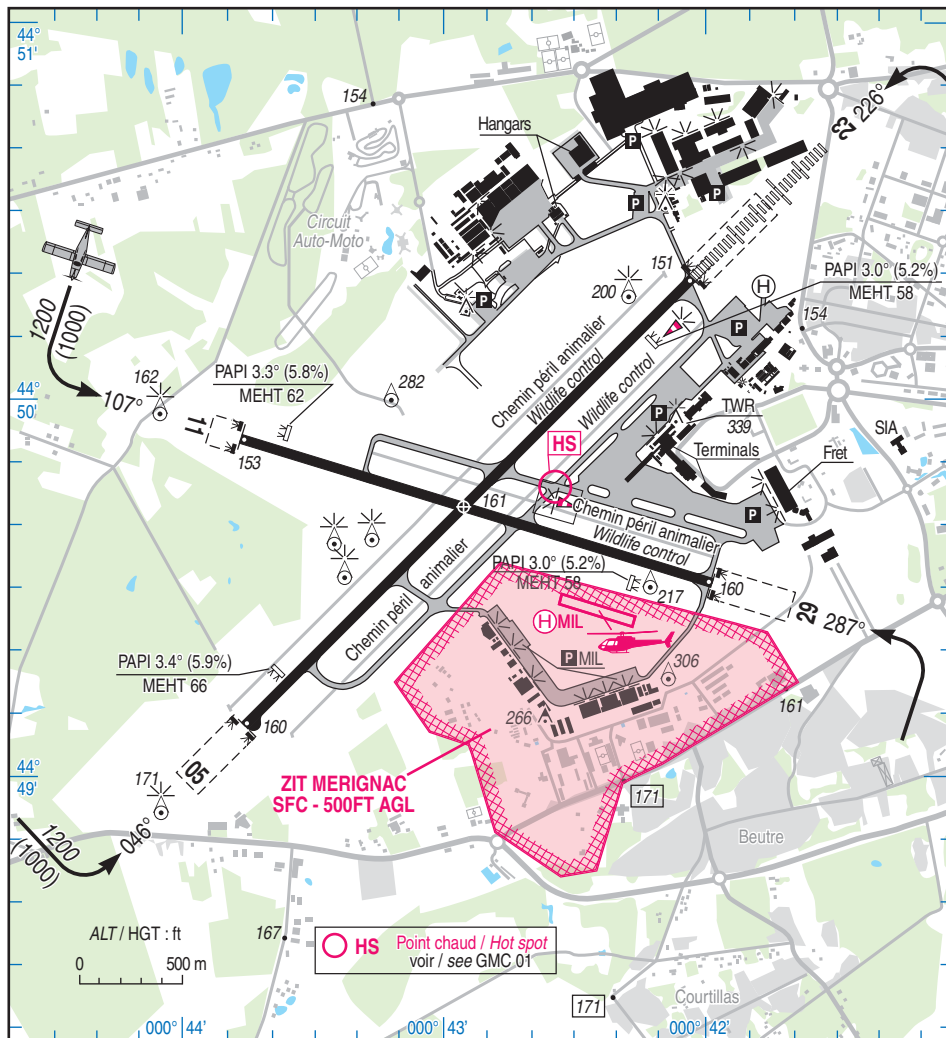 44°
51'
154
23 226°
Hangars
Circuit
Auto-Moto
P
P
P
P
151
PAPI 3.0° (5.2%)
MEHT 58
200
H
154
P
1200
(1000)
Chemin péril animalier
Wildlife control
Wildlife control
P
44°
50'
162
107°
PAPI 3.3° (5.8%)
MEHT 62
282
11
153
P
TWR
339
SIA
HS
Terminals
Fret
161
P
Chemin péril animalier
Wildlife control
PAPI 3.0° (5.2%)
MEHT 58
217
160
29 287°
Chemin péril
animalier
H MIL
P MIL
306
PAPI 3.4° (5.9%)
MEHT 66
266
161
160
05
44°
49'
171
ZIT MERIGNAC
SFC - 500FT AGL
171
046°
1200
(1000)
Beutre
ALT / HGT : ft
167
0 500 m
HS Point chaud / Hot spot
voir / see GMC 01
171
Courtillas
000° 44'
000° 43'
000° 42'